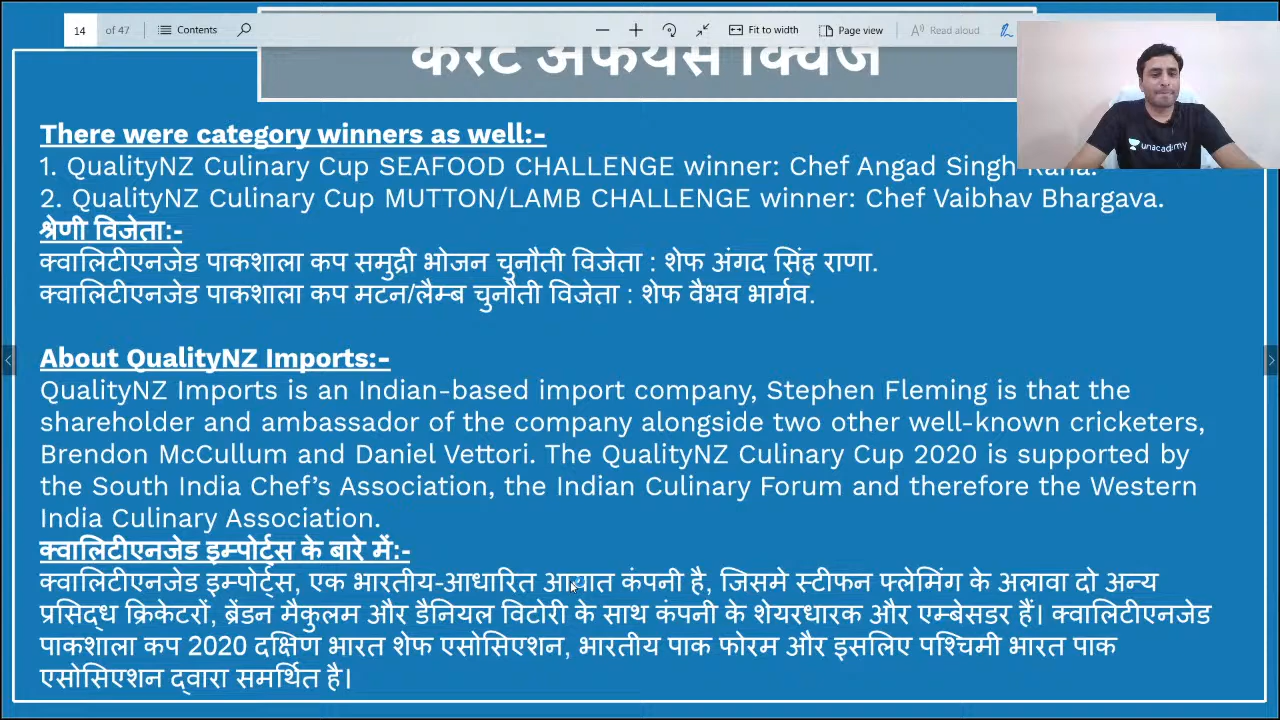 14 of 47 Contents Fit to width Page view Read aloud
करंट अफेयर्स क्विज
unacademy
There were category winners as well:-
1. QualityNZ Culinary Cup SEAFOOD CHALLENGE winner: Chef Angad Singh Rana.
2. QualityNZ Culinary Cup MUTTON/LAMB CHALLENGE winner: Chef Vaibhav Bhargava.
श्रेणी विजेता:-
क्वालिटीएनजेड पाकशाला कप समुद्री भोजन चुनौती विजेता : शेफ अंगद सिंह राणा.
क्वालिटीएनजेड पाकशाला कप मटन/लैम्ब चुनौती विजेता : शेफ वैभव भार्गव.
About QualityNZ Imports:-
QualityNZ Imports is an Indian-based import company, Stephen Fleming is that the
shareholder and ambassador of the company alongside two other well-known cricketers,
Brendon McCullum and Daniel Vettori. The QualityNZ Culinary Cup 2020 is supported by
the South India Chef’s Association, the Indian Culinary Forum and therefore the Western
India Culinary Association.
क्वालिटीएनजेड इम्पोर्ट्स के बारे में:-
क्वालिटीएनजेड इम्पोर्ट्स, एक भारतीय-आधारित आयात कंपनी है, जिसमे स्टीफन फ्लेमिंग के अलावा दो अन्य
प्रसिद्ध क्रिकेटरों, ब्रेंडन मैकुलम और डैनियल विटोरी के साथ कंपनी के शेयरधारक और एम्बेसडर हैं। क्वालिटीएनजेड
पाकशाला कप 2020 दक्षिण भारत शेफ एसोसिएशन, भारतीय पाक फोरम और इसलिए पश्चिमी भारत पाक
एसोसिएशन द्वारा समर्थित है।